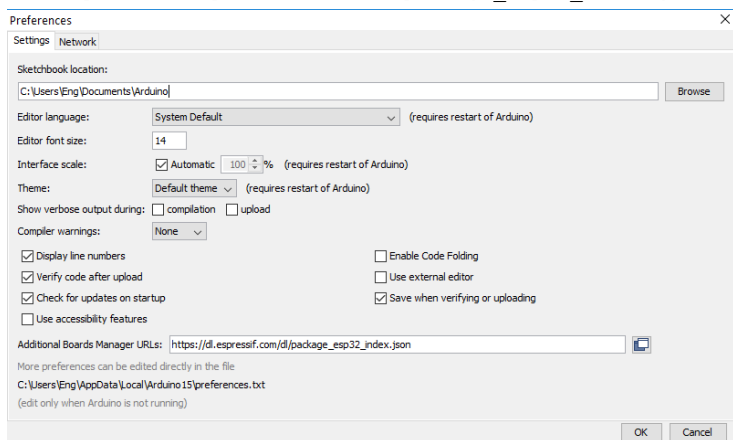 Preferences
Settings Network
Sketchbook location:
C:\Users\Eng\Documents\Arduino Browse
Editor language: System Default (requires restart of Arduino)
Editor font size: 14
Interface scale: Automatic 100 % (requires restart of Arduino)
Theme: Default theme (requires restart of Arduino)
Show verbose output during: compilation upload
Compiler warnings: None
Display line numbers Enable Code Folding
Verify code after upload Use external editor
Check for updates on startup Save when verifying or uploading
Use accessibility features
Additional Boards Manager URLs: https://dl.espressif.com/dl/package_esp32_index.json
More preferences can be edited directly in the file
C:\Users\Eng\AppData\Local\Arduino15\preferences.txt
(edit only when Arduino is not running)
OK Cancel